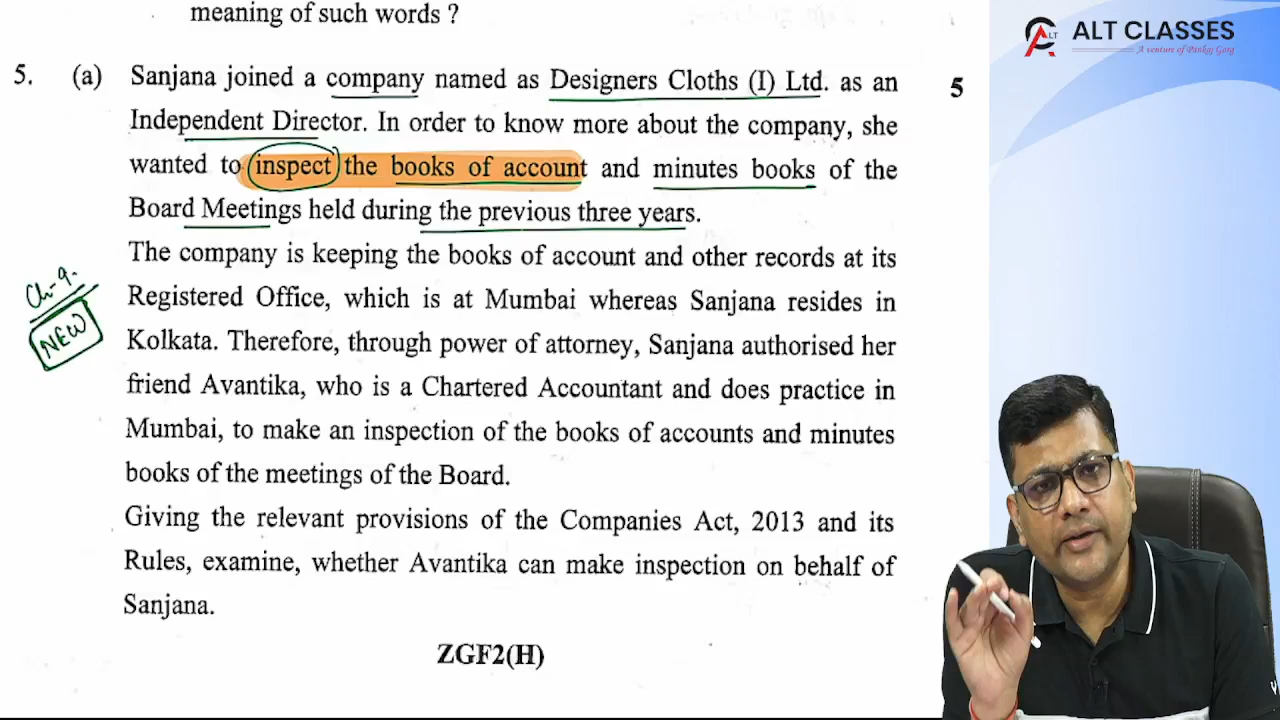 meaning of such words ?
ALT CLASSES
A venture of Pankaj Garg
5. (a) Sanjana joined a company named as Designers Cloths (I) Ltd. as an 5
Independent Director. In order to know more about the company, she
wanted to inspect the books of account and minutes books of the
Board Meetings held during the previous three years.
The company is keeping the books of account and other records at its
Registered Office, which is at Mumbai whereas Sanjana resides in
Kolkata. Therefore, through power of attorney, Sanjana authorised her
friend Avantika, who is a Chartered Accountant and does practice in
Mumbai, to make an inspection of the books of accounts and minutes
books of the meetings of the Board.
Giving the relevant provisions of the Companies Act, 2013 and its
Rules, examine, whether Avantika can make inspection on behalf of
Sanjana.
Ch-9.
NEW
ZGF2(H)